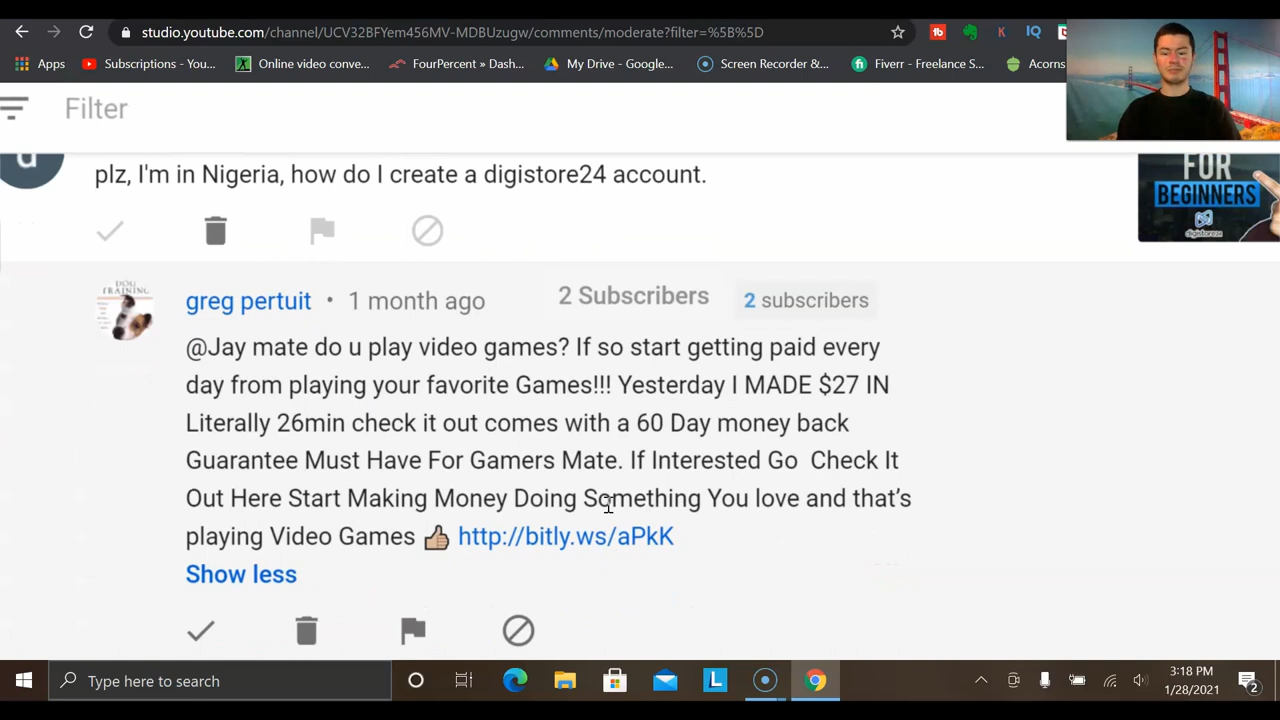 studio.youtube.com/channel/UCV32BFYem456MV-MDBUzugw/comments/moderate?filter=%5B%5D
Apps
Subscriptions - You...
Online video conve...
FourPercent » Dash...
My Drive - Google...
Screen Recorder &...
Fiverr - Freelance S...
Acorns
Filter
plz, I'm in Nigeria, how do I create a digistore24 account.
FOR
BEGINNERS
digistore24
DOG
TRAINING
greg pertuit • 1 month ago
2 Subscribers
2 subscribers
@Jay mate do u play video games? If so start getting paid every
day from playing your favorite Games!!! Yesterday I MADE $27 IN
Literally 26min check it out comes with a 60 Day money back
Guarantee Must Have For Gamers Mate. If Interested Go  Check It
Out Here Start Making Money Doing Something You love and that’s
playing Video Games 👍🏼 http://bitly.ws/aPkK
Show less
Type here to search
3:18 PM
1/28/2021
2